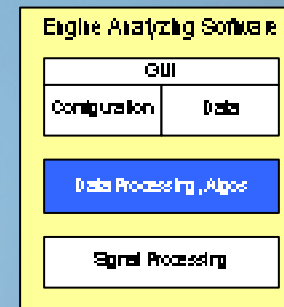 Engine Analyzing Software
GUI
Configuration Data
Data Processing, Algos
Signal Processing